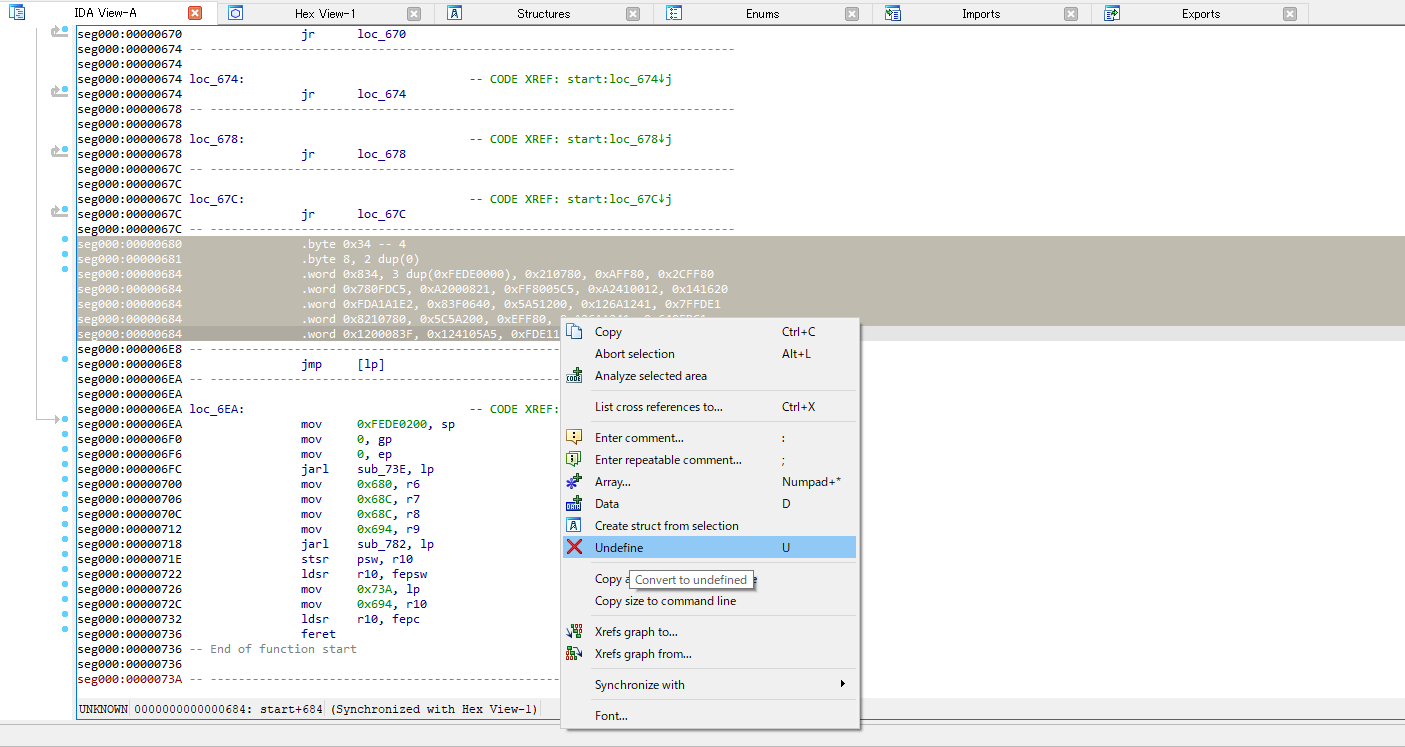 IDA View-A Hex View-1 Structures Enums Imports Exports
seg000:00000670 jr loc_670
seg000:00000674 -- ---------------------------------------------------------------------------
seg000:00000674
seg000:00000674 loc_674: -- CODE XREF: start:loc_674↓j
seg000:00000674 jr loc_674
seg000:00000678 -- ---------------------------------------------------------------------------
seg000:00000678
seg000:00000678 loc_678: -- CODE XREF: start:loc_678↓j
seg000:00000678 jr loc_678
seg000:0000067C -- ---------------------------------------------------------------------------
seg000:0000067C
seg000:0000067C loc_67C: -- CODE XREF: start:loc_67C↓j
seg000:0000067C jr loc_67C
seg000:0000067C -- ---------------------------------------------------------------------------
seg000:00000680 .byte 0x34 -- 4
seg000:00000681 .byte 8, 2 dup(0)
seg000:00000684 .word 0x834, 3 dup(0xFEDE0000), 0x210780, 0xAFF80, 0x2CFF80
seg000:00000684 .word 0x780FDC5, 0xA2000821, 0xFF8005C5, 0xA2410012, 0x141620
seg000:00000684 .word 0xFDA1A1E2, 0x83F0640, 0x5A51200, 0x126A1241, 0x7FFDE1
seg000:00000684 .word 0x8210780, 0x5C5A200, 0xEFF80
seg000:00000684 .word 0x1200083F, 0x124105A5, 0xFDE11
seg000:000006E8 -- ---------------------------------------------------------------------------
seg000:000006E8 jmp [lp]
seg000:000006EA -- ---------------------------------------------------------------------------
seg000:000006EA
seg000:000006EA loc_6EA: -- CODE XREF:
seg000:000006EA mov 0xFEDE0200, sp
seg000:000006F0 mov 0, gp
seg000:000006F6 mov 0, ep
seg000:000006FC jarl sub_73E, lp
seg000:00000700 mov 0x680, r6
seg000:00000706 mov 0x68C, r7
seg000:0000070C mov 0x68C, r8
seg000:00000712 mov 0x694, r9
seg000:00000718 jarl sub_782, lp
seg000:0000071E stsr psw, r10
seg000:00000722 ldsr r10, fepsw
seg000:00000726 mov 0x73A, lp
seg000:0000072C mov 0x694, r10
seg000:00000732 ldsr r10, fepc
seg000:00000736 feret
seg000:00000736 -- End of function start
seg000:00000736
seg000:0000073A -- ---------------------------------------------------------------------------
UNKNOWN 0000000000000684: start+684 (Synchronized with Hex View-1)
Copy Ctrl+C
Abort selection Alt+L
Analyze selected area
List cross references to... Ctrl+X
Enter comment... :
Enter repeatable comment... ;
Array... Numpad+*
Data D
Create struct from selection
Undefine U
Copy
Convert to undefined
Copy size to command line
Xrefs graph to...
Xrefs graph from...
Synchronize with
Font...